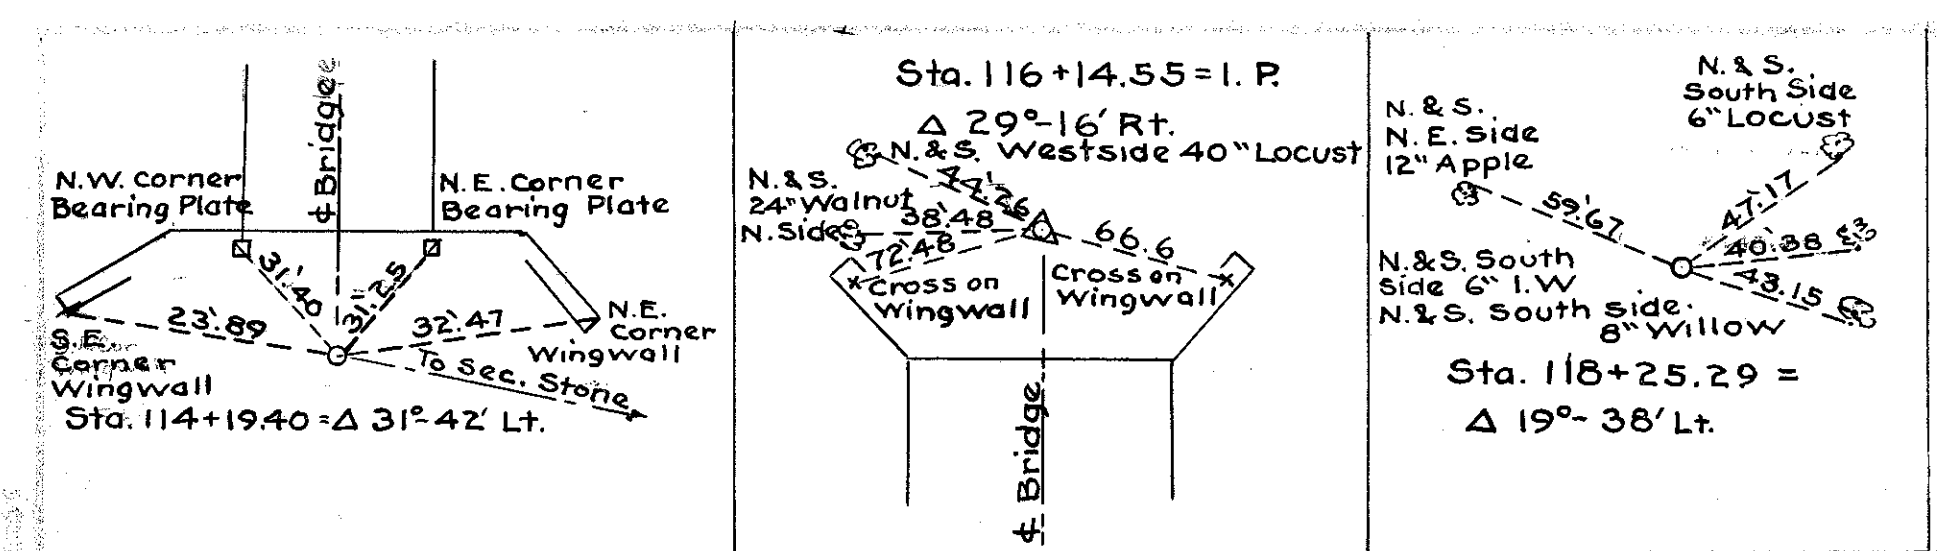 ℄ Bridge
N.W. Corner
Bearing Plate
N.E. Corner
Bearing Plate
31'.40
31'.25
23'.89
32'.47
S.E.
Corner
Wingwall
N.E.
Corner
Wingwall
To Sec. Stone
Sta. 114+19.40 = Δ 31°-42' Lt.
Sta. 116+14.55 = I. P.
Δ 29°-16' Rt.
N. & S. Westside 40" Locust
N. & S.
24" Walnut
N. Side
44'.26
38'.48
72'.48
66.6
Cross on
Wingwall
Cross on
Wingwall
℄ Bridge
N. & S.
South Side
6" Locust
N. & S.
N. E. Side
12" Apple
59'.67
47'.17
40'.38
43.15
N. & S. South
Side 6" I.W
N. & S. South side.
8" Willow
Sta. 118+25.29 =
Δ 19°- 38' Lt.